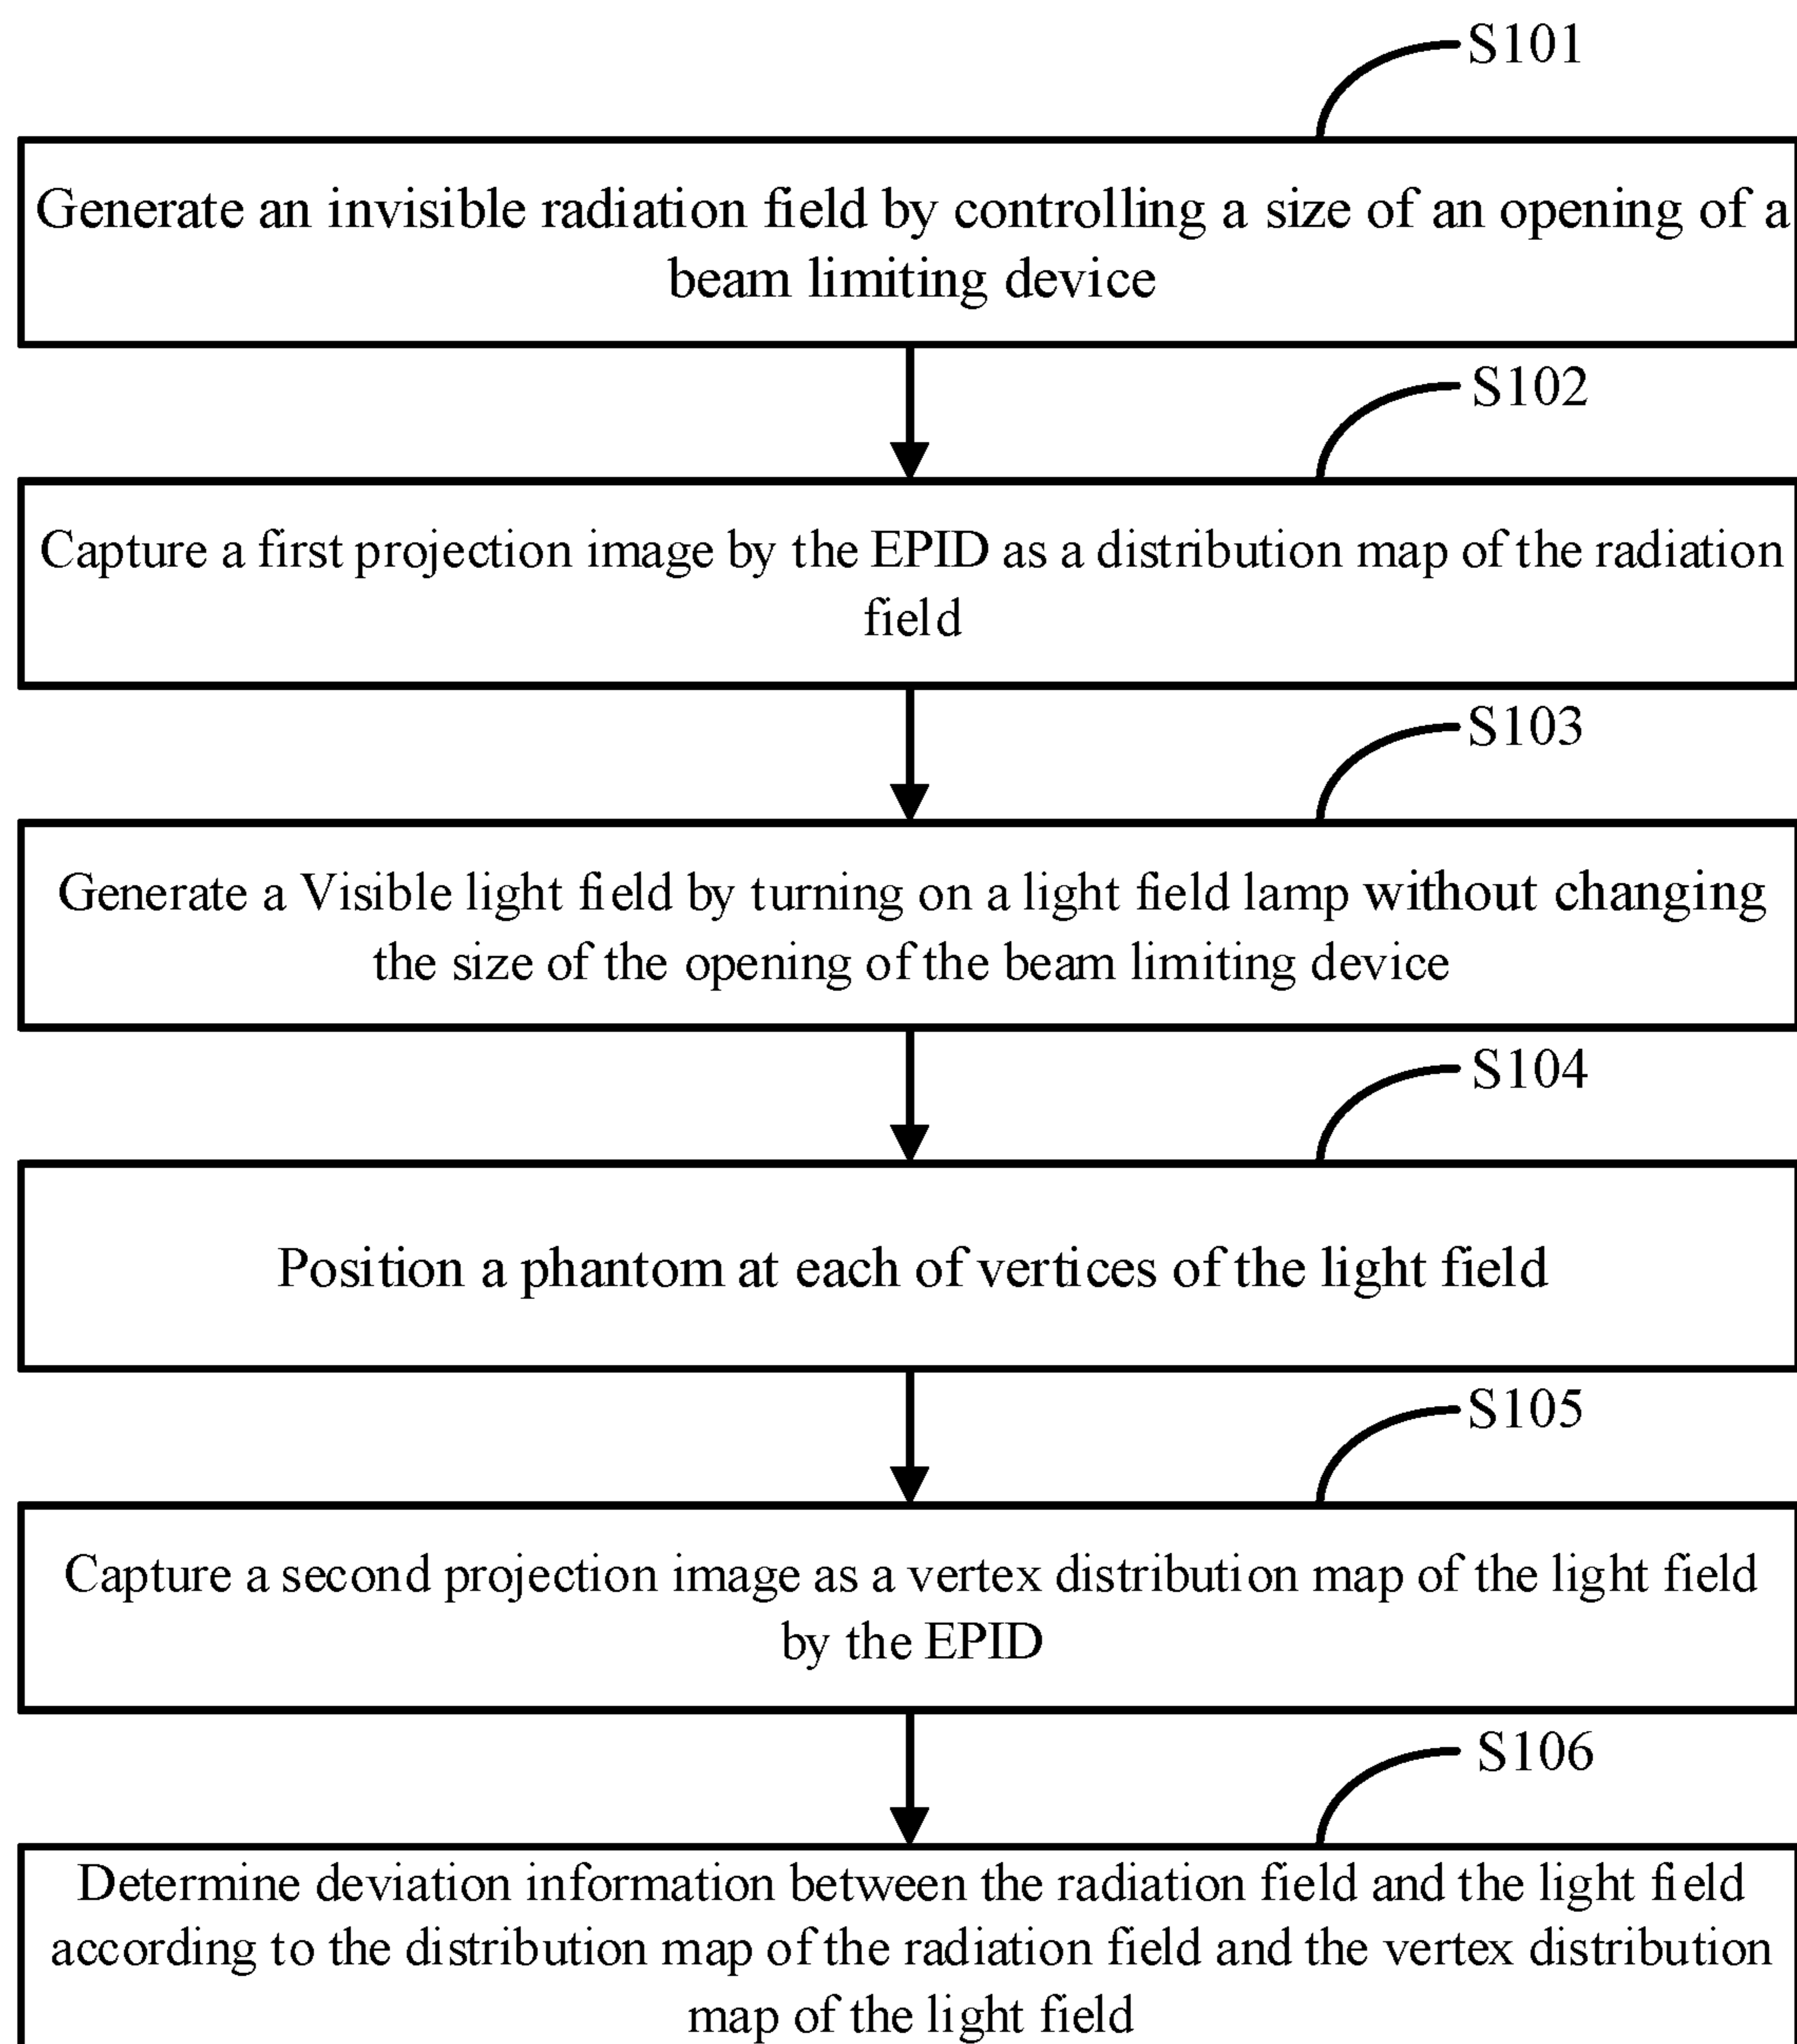 S101
Generate an invisible radiation field by controlling a size of an opening of a
beam limiting device
S102
Capture a first projection image by the EPID as a distribution map of the radiation
field
S103
Generate a Visible light field by turning on a light field lamp without changing
the size of the opening of the beam limiting device
S104
Position a phantom at each of vertices of the light field
S105
Capture a second projection image as a vertex distribution map of the light field
by the EPID
S106
Determine deviation information between the radiation field and the light field
according to the distribution map of the radiation field and the vertex distribution
map of the light field